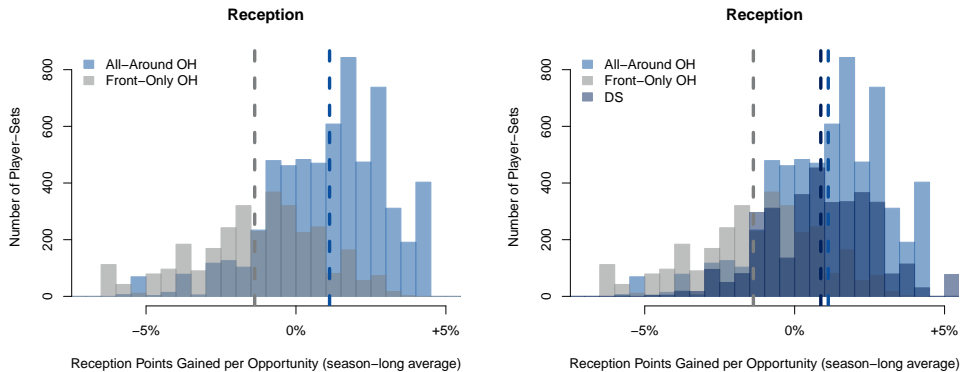 Reception
All−Around OH
Front−Only OH
Number of Player−Sets
0
200
400
600
800
−5%
0%
+5%
Reception Points Gained per Opportunity (season−long average)
Reception
All−Around OH
Front−Only OH
DS
Number of Player−Sets
0
200
400
600
800
−5%
0%
+5%
Reception Points Gained per Opportunity (season−long average)